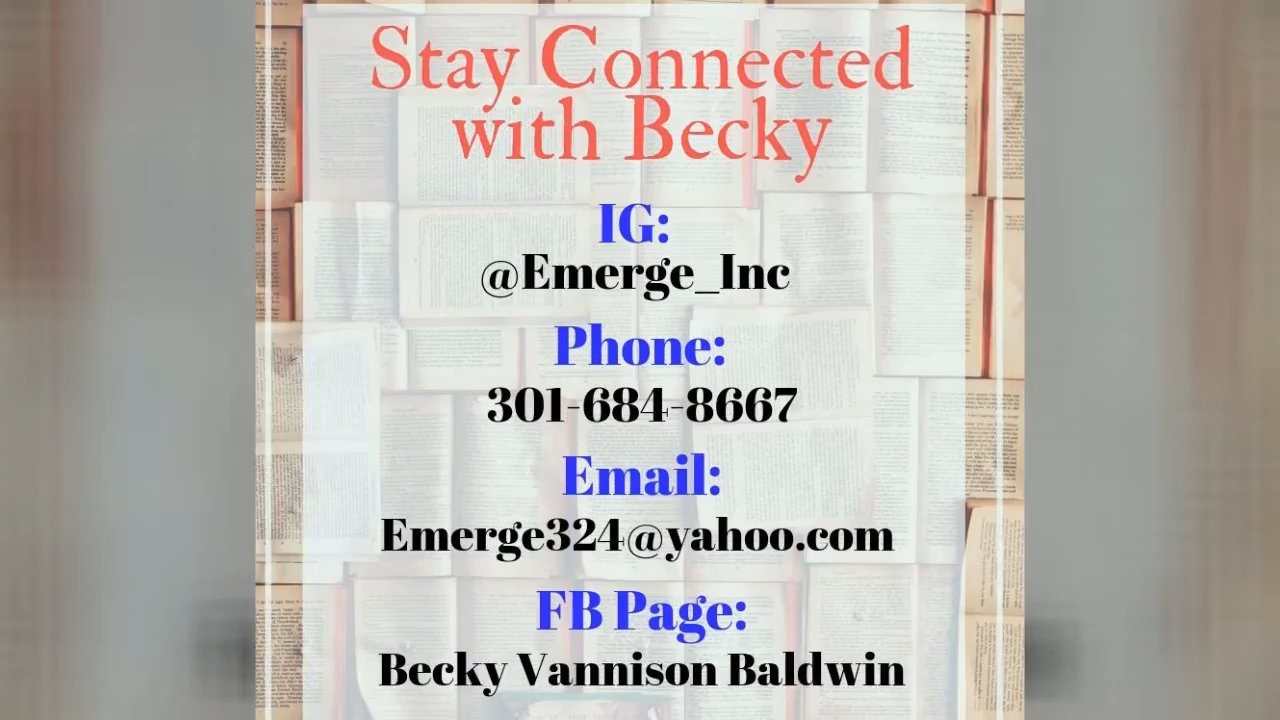 Stay Connected
with Becky
IG:
@Emerge_Inc
Phone:
301-684-8667
Email:
Emerge324@yahoo.com
FB Page:
Becky Vannison Baldwin